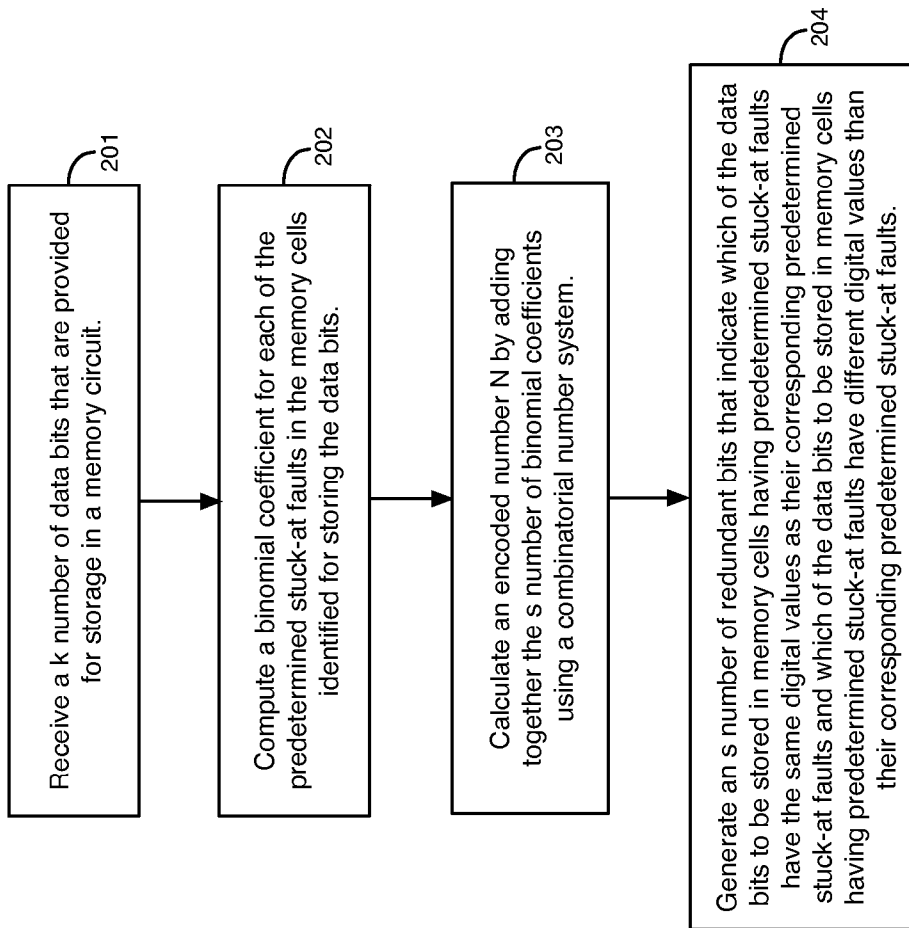 201
Receive a k number of data bits that are provided
for storage in a memory circuit.
202
Compute a binomial coefficient for each of the
predetermined stuck-at faults in the memory cells
identified for storing the data bits.
203
Calculate an encoded number N by adding
together the s number of binomial coefficients
using a combinatorial number system.
204
Generate an s number of redundant bits that indicate which of the data
bits to be stored in memory cells having predetermined stuck-at faults
have the same digital values as their corresponding predetermined
stuck-at faults and which of the data bits to be stored in memory cells
having predetermined stuck-at faults have different digital values than
their corresponding predetermined stuck-at faults.